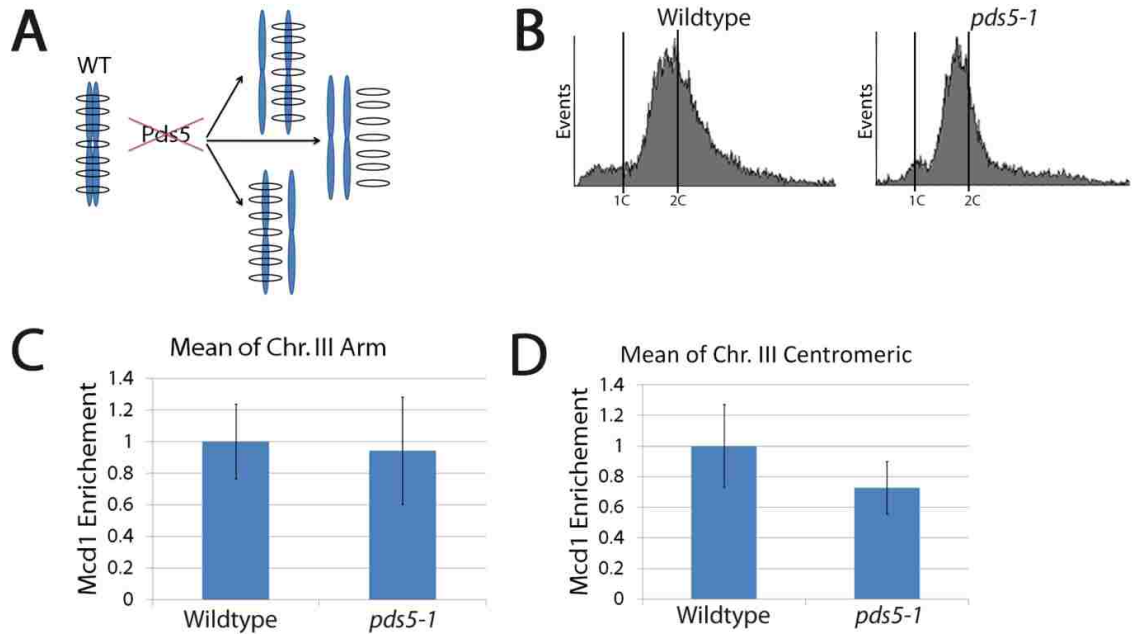 A
WT
Pds5
B
Wildtype
pds5-1
Events
1C
2C
Events
1C
2C
C
Mean of Chr. III Arm
Mcd1 Enrichement
1.4
1.2
1
0.8
0.6
0.4
0.2
0
Wildtype
pds5-1
D
Mean of Chr. III Centromeric
Mcd1 Enrichement
1.4
1.2
1
0.8
0.6
0.4
0.2
0
Wildtype
pds5-1